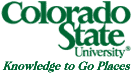 Colorado
State
University®
Knowledge to Go Places